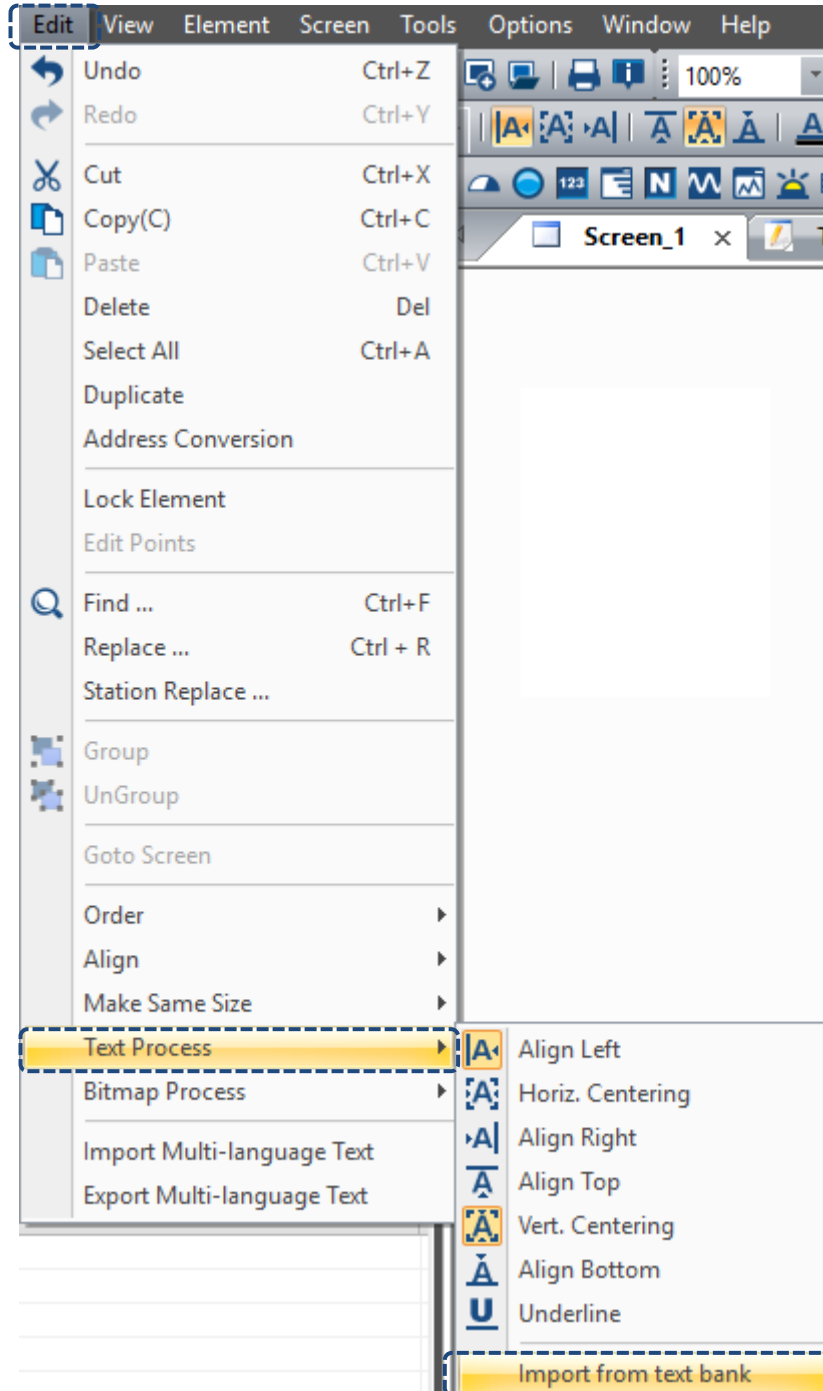 Edit View Element Screen Tools Options Window Help
Undo Ctrl+Z
100%
Redo Ctrl+Y
Cut Ctrl+X
123
Copy(C) Ctrl+C
Screen_1
Paste Ctrl+V
Delete Del
Select All Ctrl+A
Duplicate
Address Conversion
Lock Element
Edit Points
Find ... Ctrl+F
Replace ... Ctrl + R
Station Replace ...
Group
UnGroup
Goto Screen
Order
Align
Make Same Size
Text Process
Bitmap Process
Import Multi-language Text
Export Multi-language Text
Align Left
Horiz. Centering
Align Right
Align Top
Vert. Centering
Align Bottom
Underline
Import from text bank